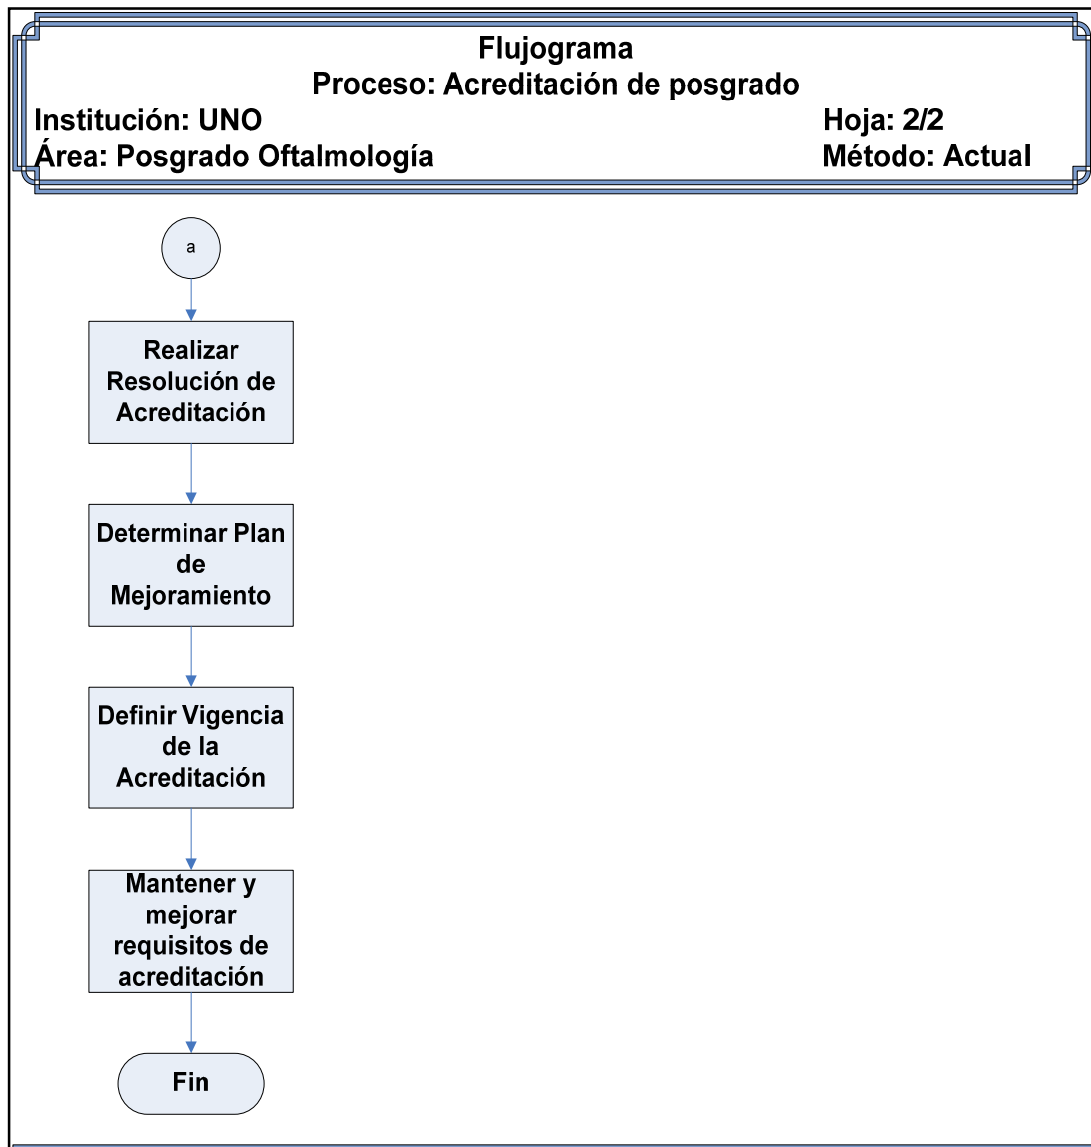 Flujograma
Proceso: Acreditación de posgrado
Institución: UNO
Hoja: 2/2
Área: Posgrado Oftalmología
Método: Actual
a
Realizar
Resolución de
Acreditación
Determinar Plan
de
Mejoramiento
Definir Vigencia
de la
Acreditación
Mantener y
mejorar
requisitos de
acreditación
Fin